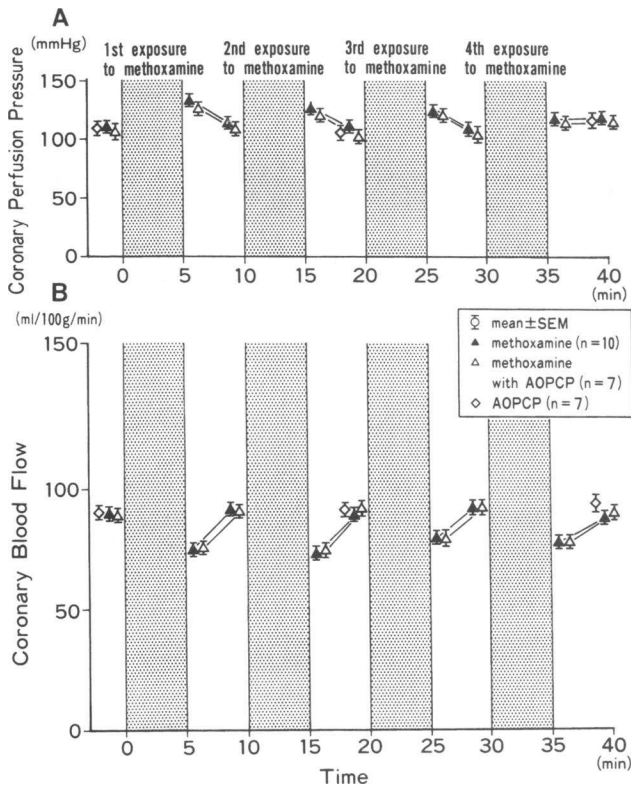 A
(mmHg)
1st exposure to methoxamine
2nd exposure to methoxamine
3rd exposure to methoxamine
4th exposure to methoxamine
Coronary Perfusion Pressure
150
100
50
0
0 5 10 15 20 25 30 35 40
(min)
B
(ml/100g/min)
mean±SEM
methoxamine (n=10)
methoxamine
with AOPCP (n=7)
AOPCP (n=7)
Coronary Blood Flow
150
100
50
0
0 5 10 15 20 25 30 35 40
(min)
Time